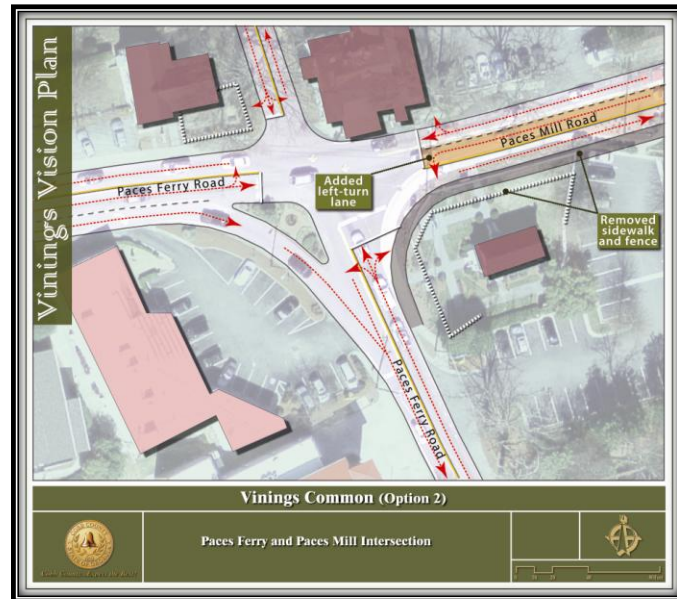 Vinings Vision Plan
Paces Mill Road
Paces Ferry Road
Added
left-turn
lane
Removed
sidewalk
and fence
Paces Ferry Road
Vinings Common (Option 2)
Paces Ferry and Paces Mill Intersection